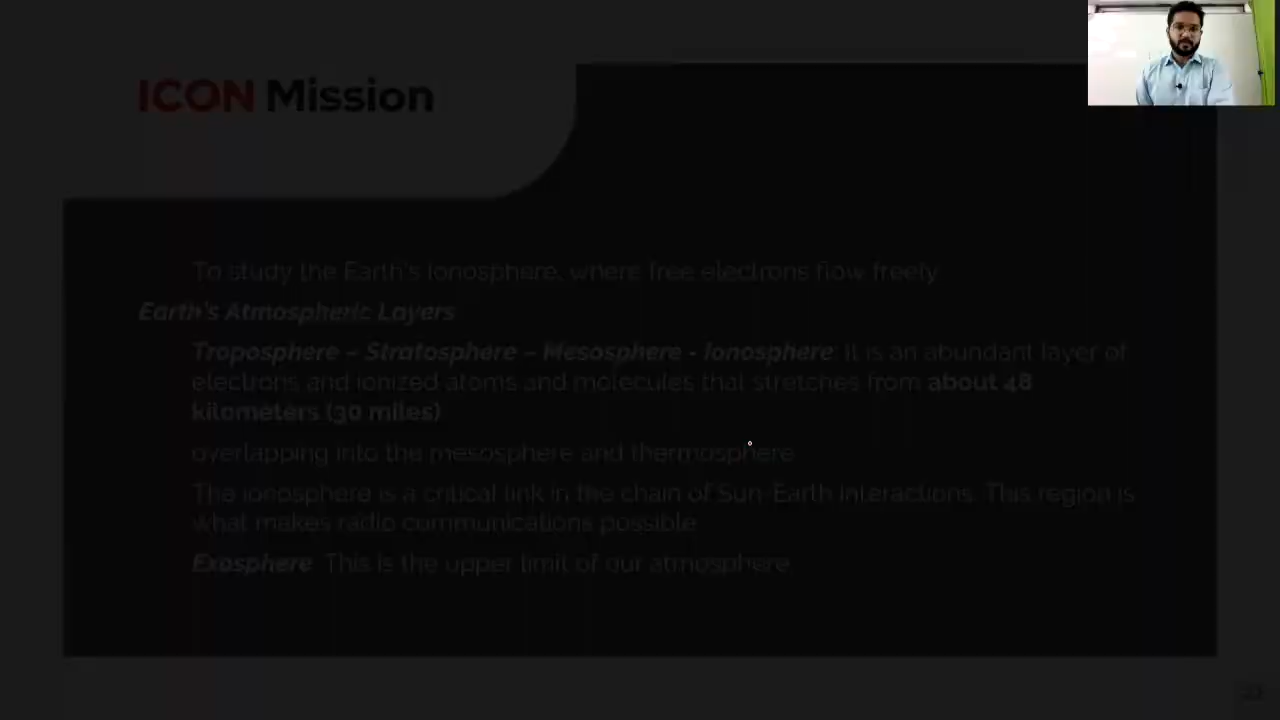 ICON Mission
To study the Earth's Ionosphere, where free electrons flow freely
Earth's Atmospheric Layers
Troposphere – Stratosphere – Mesosphere - Ionosphere: It is an abundant layer of
electrons and ionized atoms and molecules that stretches from about 48
kilometers (30 miles)
overlapping into the mesosphere and thermosphere.
The ionosphere is a critical link in the chain of Sun-Earth interactions. This region is
what makes radio communications possible.
Exosphere: This is the upper limit of our atmosphere.